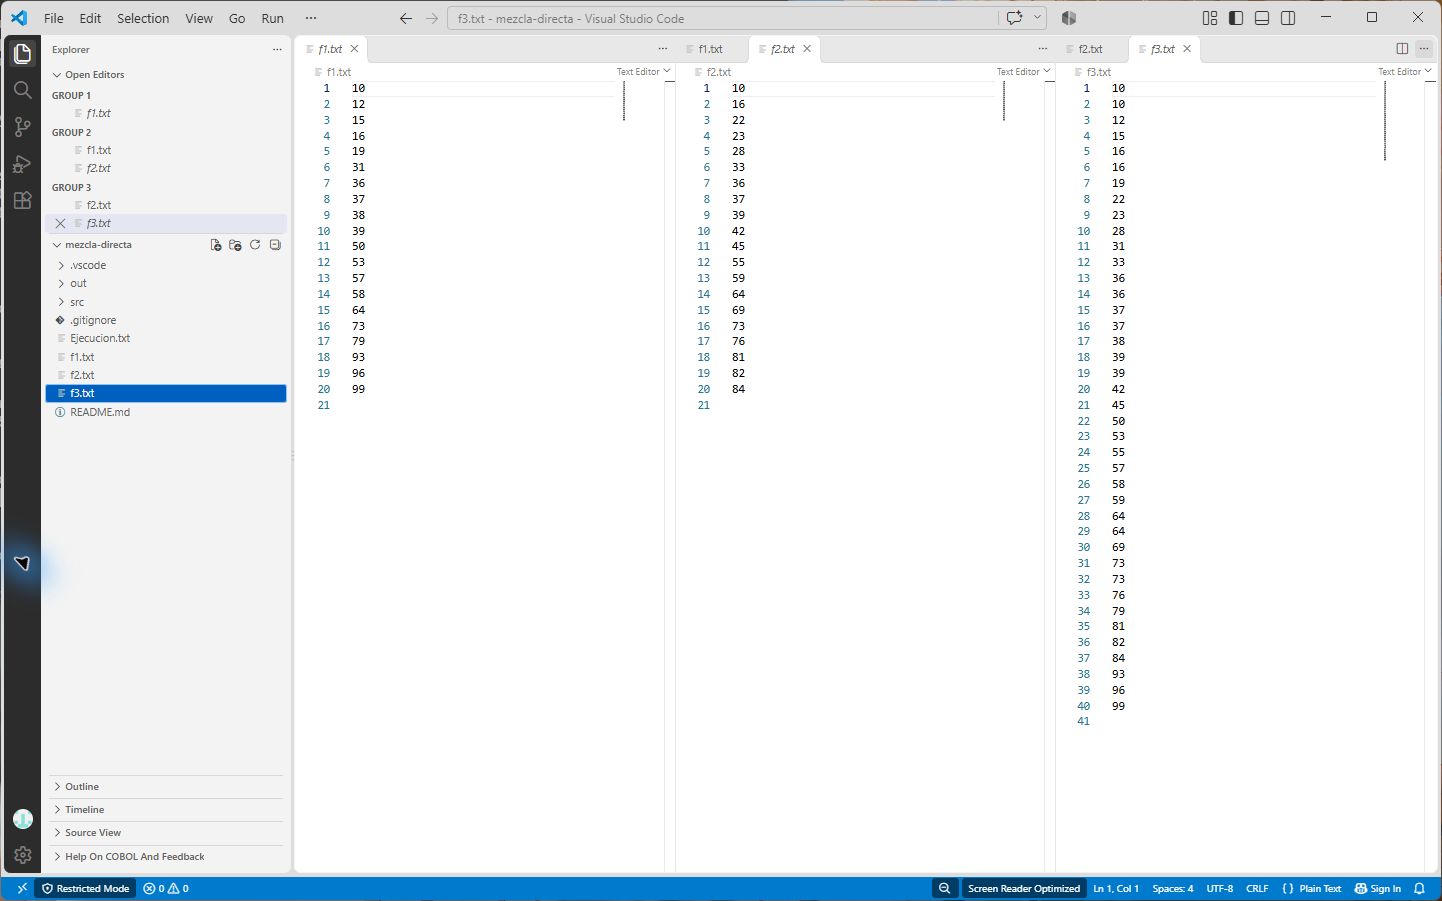 File Edit Selection View Go Run ···
f3.txt - mezcla-directa - Visual Studio Code
Explorer
Open Editors
GROUP 1
f1.txt
GROUP 2
f1.txt
f2.txt
GROUP 3
f2.txt
f3.txt
mezcla-directa
.vscode
out
src
.gitignore
Ejecucion.txt
f1.txt
f2.txt
f3.txt
README.md
Outline
Timeline
Source View
Help On COBOL And Feedback
f1.txt
f1.txt
Text Editor
1 10
2 12
3 15
4 16
5 19
6 31
7 36
8 37
9 38
10 39
11 50
12 53
13 57
14 58
15 64
16 73
17 79
18 93
19 96
20 99
21
f1.txt f2.txt
f2.txt
Text Editor
1 10
2 16
3 22
4 23
5 28
6 33
7 36
8 37
9 39
10 42
11 45
12 55
13 59
14 64
15 69
16 73
17 76
18 81
19 82
20 84
21
f2.txt f3.txt
f3.txt
Text Editor
1 10
2 10
3 12
4 15
5 16
6 16
7 19
8 22
9 23
10 28
11 31
12 33
13 36
14 36
15 37
16 37
17 38
18 39
19 39
20 42
21 45
22 50
23 53
24 55
25 57
26 58
27 59
28 64
29 64
30 69
31 73
32 73
33 76
34 79
35 81
36 82
37 84
38 93
39 96
40 99
41
Restricted Mode 0 0
Screen Reader Optimized Ln 1, Col 1 Spaces: 4 UTF-8 CRLF { } Plain Text Sign In